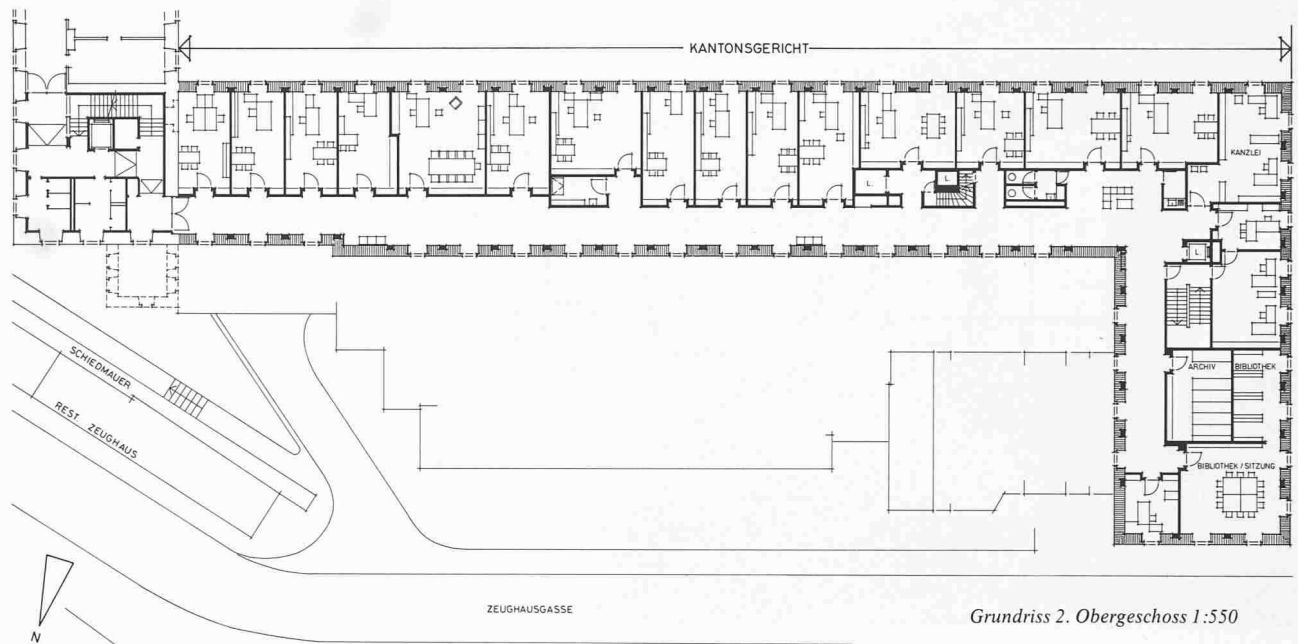 KANTONSGERICHT
KANZLEI
L.
L.
L.
ARCHIV
BIBLIOTHEK
BIBLIOTHEK / SITZUNG
SCHIEDMAUER
REST. ZEUGHAUS
ZEUGHAUSGASSE
N
Grundriss 2. Obergeschoss 1:550